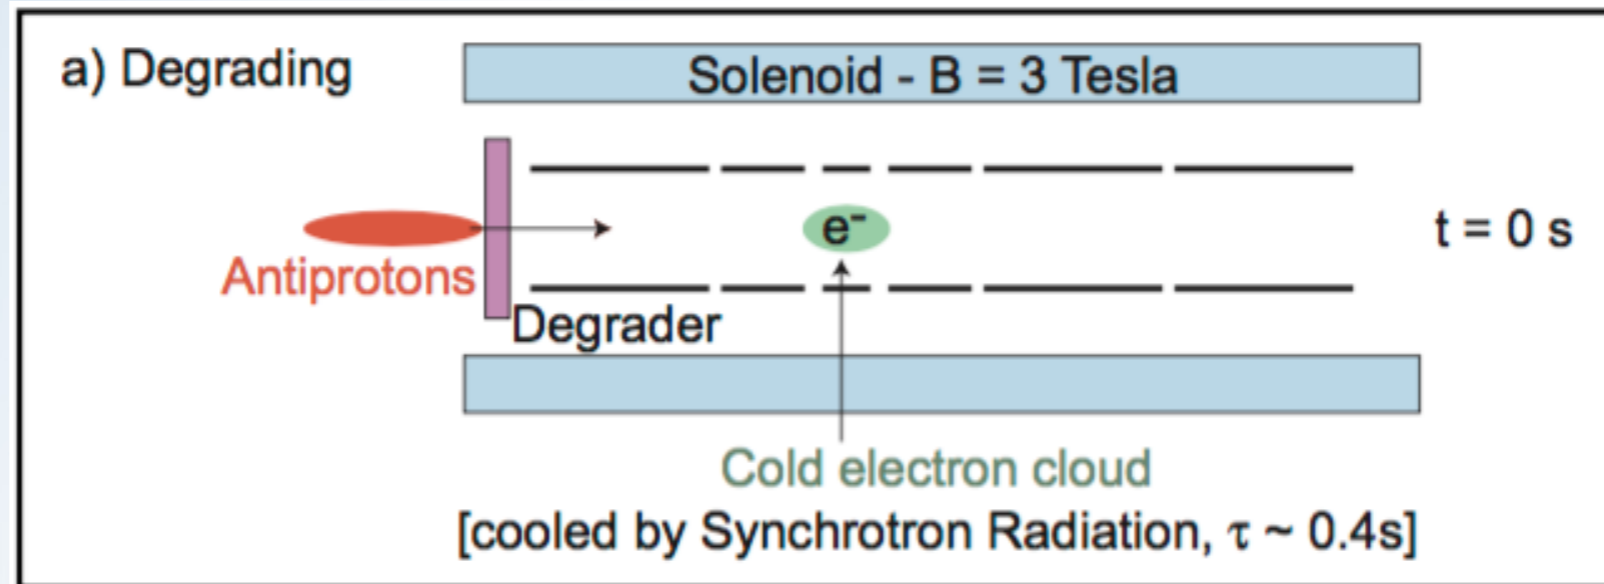 a) Degrading
Solenoid - B = 3 Tesla
e⁻
t = 0 s
Antiprotons
Degrader
Cold electron cloud
[cooled by Synchrotron Radiation, τ ~ 0.4s]